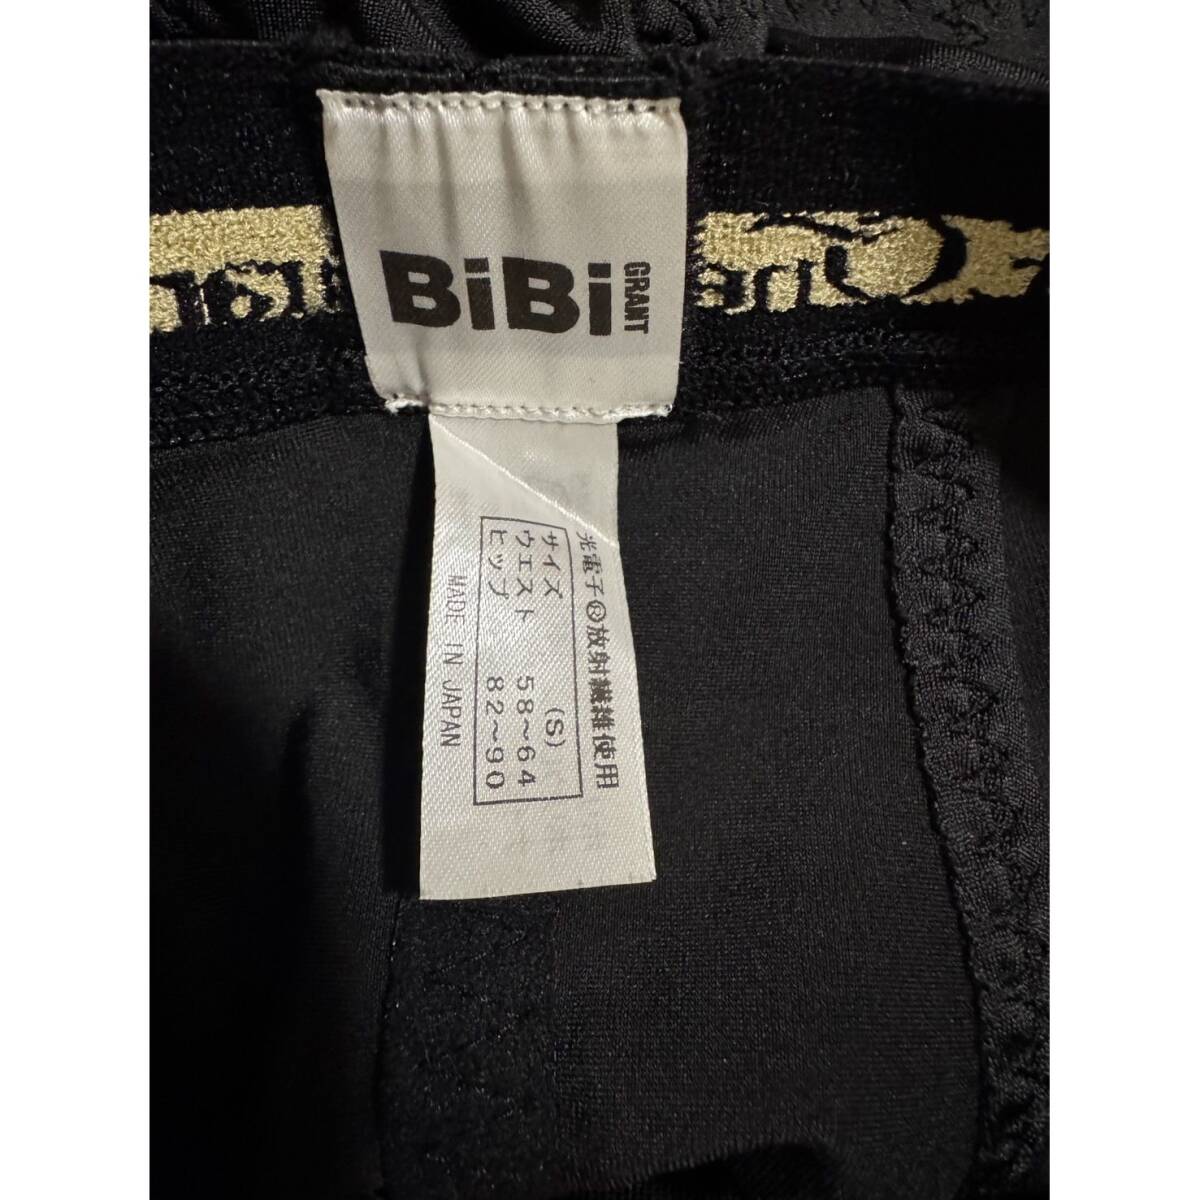 BiBi
GRANT
光電子®放射繊維使用
サイズ (S)
ウエスト 58〜64
ヒップ 82〜90
MADE IN JAPAN